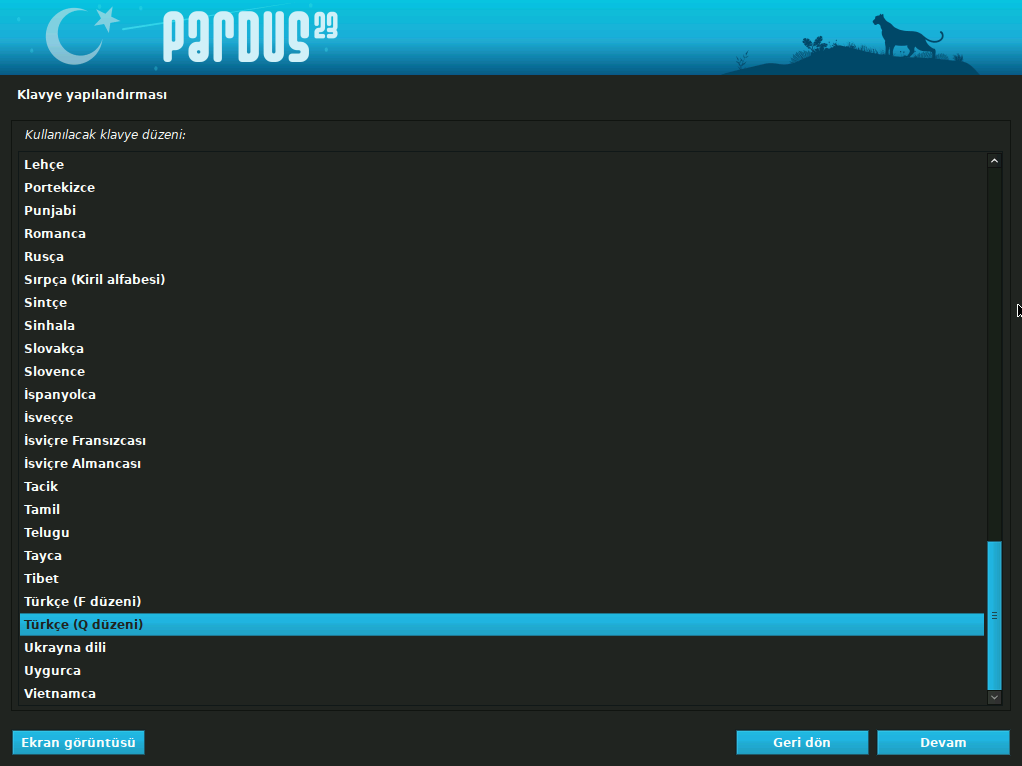 PARDUS 23
Klavye yapılandırması
Kullanılacak klavye düzeni:
Lehçe
Portekizce
Punjabi
Romanca
Rusça
Sırpça (Kiril alfabesi)
Sintçe
Sinhala
Slovakça
Slovence
İspanyolca
İsveççe
İsviçre Fransızcası
İsviçre Almancası
Tacik
Tamil
Telugu
Tayca
Tibet
Türkçe (F düzeni)
Türkçe (Q düzeni)
Ukrayna dili
Uygurca
Vietnamca
Ekran görüntüsü Geri dön Devam